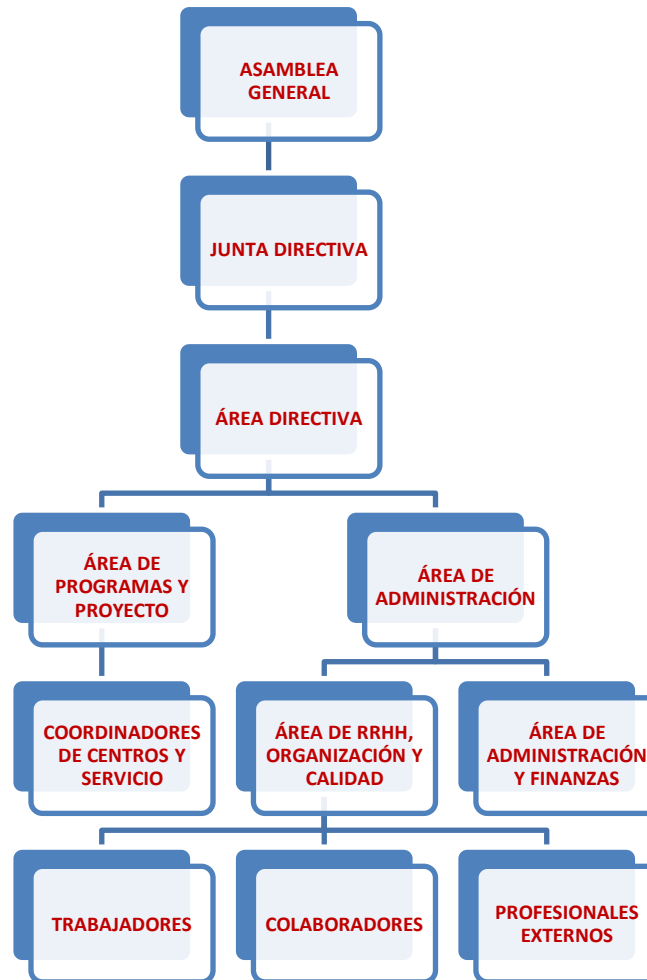 ASAMBLEA
GENERAL
JUNTA DIRECTIVA
ÁREA DIRECTIVA
ÁREA DE
PROGRAMAS Y
PROYECTO
ÁREA DE
ADMINISTRACIÓN
COORDINADORES
DE CENTROS Y
SERVICIO
ÁREA DE RRHH,
ORGANIZACIÓN Y
CALIDAD
ÁREA DE
ADMINISTRACIÓN
Y FINANZAS
TRABAJADORES
COLABORADORES
PROFESIONALES
EXTERNOS